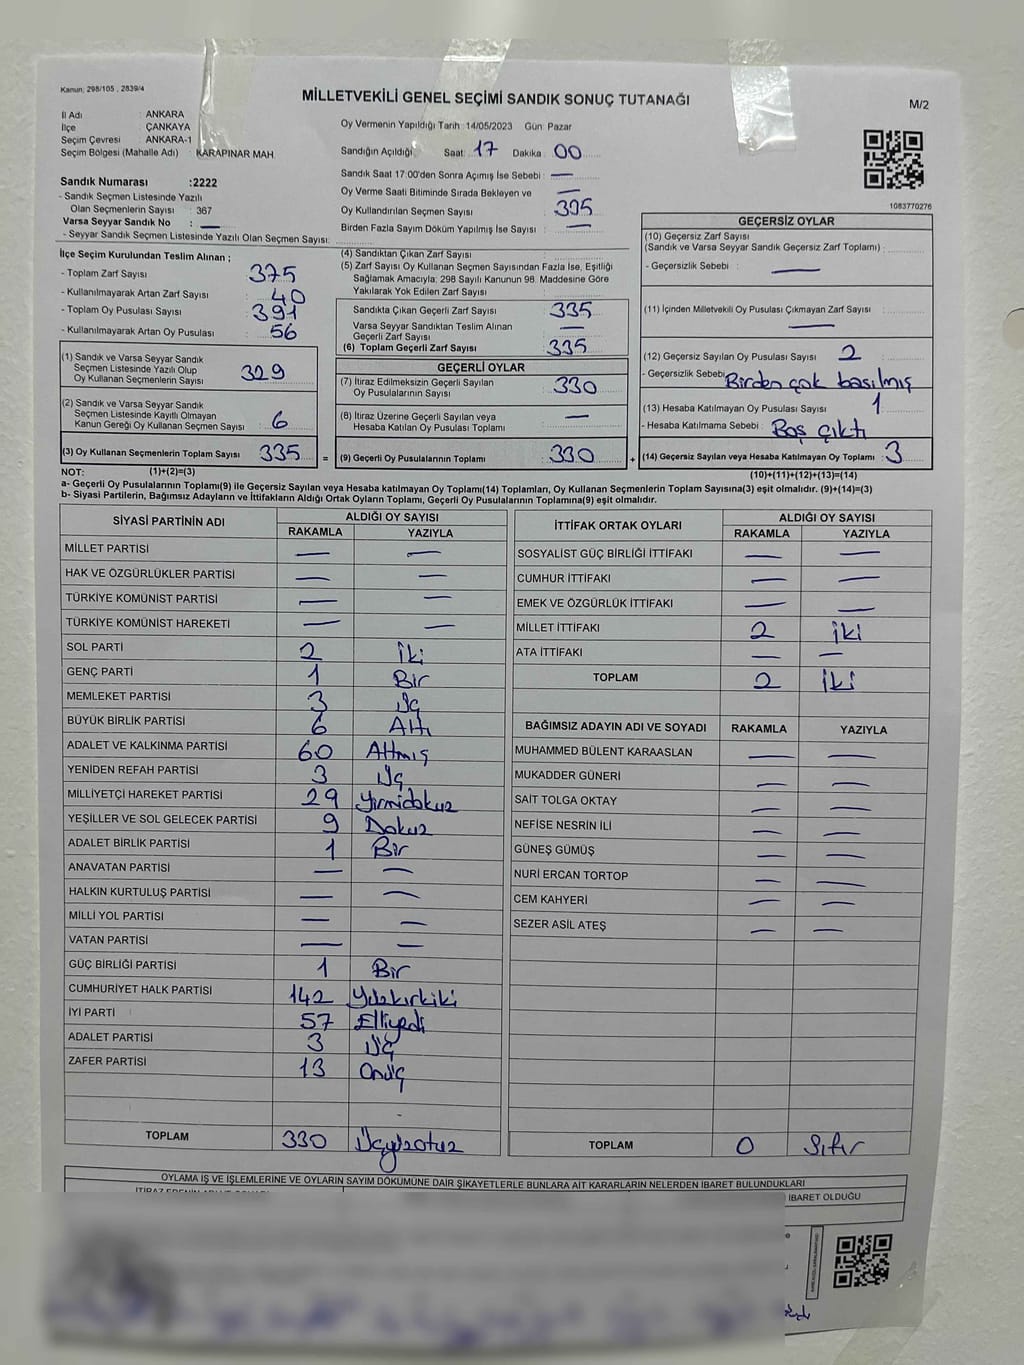 Kanun; 298/105 , 2839/4
MİLLETVEKİLİ GENEL SEÇİMİ SANDIK SONUÇ TUTANAĞI
M/2
İl Adı : ANKARA
İlçe : ÇANKAYA
Seçim Çevresi : ANKARA-1
Seçim Bölgesi (Mahalle Adı) : KARAPINAR MAH.
Oy Vermenin Yapıldığı Tarih :14/05/2023 Gün: Pazar
Sandığın Açıldığı Saat: 17 Dakika : 00
Sandık Saat 17:00'den Sonra Açımış İse Sebebi : —
Oy Verme Saati Bitiminde Sırada Bekleyen ve —
Oy Kullandırılan Seçmen Sayısı :
Birden Fazla Sayım Döküm Yapılmış İse Sayısı : —
1083770276
Sandık Numarası :2222
- Sandık Seçmen Listesinde Yazılı
Olan Seçmenlerin Sayısı : 367
Varsa Seyyar Sandık No : —
- Seyyar Sandık Seçmen Listesinde Yazılı Olan Seçmen Sayısı:
İlçe Seçim Kurulundan Teslim Alınan ;
- Toplam Zarf Sayısı : 375
- Kullanılmayarak Artan Zarf Sayısı : 40
- Toplam Oy Pusulası Sayısı : 391
- Kullanılmayarak Artan Oy Pusulası : 56
(1) Sandık ve Varsa Seyyar Sandık
Seçmen Listesinde Yazılı Olup
Oy Kullanan Seçmenlerin Sayısı : 329
(2) Sandık ve Varsa Seyyar Sandık
Seçmen Listesinde Kayıtlı Olmayan
Kanun Gereği Oy Kullanan Seçmen Sayısı : 6
(3) Oy Kullanan Seçmenlerin Toplam Sayısı : 335 =
(4) Sandıktan Çıkan Zarf Sayısı :
(5) Zarf Sayısı Oy Kullanan Seçmen Sayısından Fazla İse, Eşitliği
Sağlamak Amacıyla; 298 Sayılı Kanunun 98. Maddesine Göre
Yakılarak Yok Edilen Zarf Sayısı :
Sandıkta Çıkan Geçerli Zarf Sayısı : 335
Varsa Seyyar Sandıktan Teslim Alınan
Geçerli Zarf Sayısı : —
(6) Toplam Geçerli Zarf Sayısı : 335
GEÇERLİ OYLAR
(7) İtiraz Edilmeksizin Geçerli Sayılan
Oy Pusulalarının Sayısı : 330
(8) İtiraz Üzerine Geçerli Sayılan veya
Hesaba Katılan Oy Pusulası Toplamı : —
(9) Geçerli Oy Pusulalarının Toplamı : 330 +
GEÇERSİZ OYLAR
(10) Geçersiz Zarf Sayısı
(Sandık ve Varsa Seyyar Sandık Geçersiz Zarf Toplamı) :
- Geçersizlik Sebebi : —
(11) İçinden Milletvekili Oy Pusulası Çıkmayan Zarf Sayısı :
—
(12) Geçersiz Sayılan Oy Pusulası Sayısı : 2
- Geçersizlik Sebebi : Birden çok basılmış
(13) Hesaba Katılmayan Oy Pusulası Sayısı : 1
- Hesaba Katılmama Sebebi : Boş çıktı
(14) Geçersiz Sayılan veya Hesaba Katılmayan Oy Toplamı : 3
NOT: (1)+(2)=(3)
(10)+(11)+(12)+(13)=(14)
a- Geçerli Oy Pusulalarının Toplamı(9) ile Geçersiz Sayılan veya Hesaba katılmayan Oy Toplamı(14) Toplamları, Oy Kullanan Seçmenlerin Toplam Sayısına(3) eşit olmalıdır. (9)+(14)=(3)
b- Siyasi Partilerin, Bağımsız Adayların ve İttifakların Aldığı Ortak Oyların Toplamı, Geçerli Oy Pusulalarının Toplamına(9) eşit olmalıdır.
SİYASİ PARTİNİN ADI ALDIĞI OY SAYISI
RAKAMLA YAZIYLA
MİLLET PARTİSİ — —
HAK VE ÖZGÜRLÜKLER PARTİSİ — —
TÜRKİYE KOMÜNİST PARTİSİ — —
TÜRKİYE KOMÜNİST HAREKETİ — —
SOL PARTİ 2 İki
GENÇ PARTİ 1 Bir
MEMLEKET PARTİSİ 3 Üç
BÜYÜK BİRLİK PARTİSİ 6 Altı
ADALET VE KALKINMA PARTİSİ 60 Altmış
YENİDEN REFAH PARTİSİ 3 Üç
MİLLİYETÇİ HAREKET PARTİSİ 29 Yirmidokuz
YEŞİLLER VE SOL GELECEK PARTİSİ 9 Dokuz
ADALET BİRLİK PARTİSİ 1 Bir
ANAVATAN PARTİSİ — —
HALKIN KURTULUŞ PARTİSİ — —
MİLLİ YOL PARTİSİ — —
VATAN PARTİSİ — —
GÜÇ BİRLİĞİ PARTİSİ 1 Bir
CUMHURİYET HALK PARTİSİ 142 Yüzkırkiki
İYİ PARTİ 57 Elliyedi
ADALET PARTİSİ 3 Üç
ZAFER PARTİSİ 13 Onüç
TOPLAM 330 Üçyüzotuz
İTTİFAK ORTAK OYLARI ALDIĞI OY SAYISI
RAKAMLA YAZIYLA
SOSYALİST GÜÇ BİRLİĞİ İTTİFAKI — —
CUMHUR İTTİFAKI — —
EMEK VE ÖZGÜRLÜK İTTİFAKI — —
MİLLET İTTİFAKI 2 İki
ATA İTTİFAKI — —
TOPLAM 2 İki
BAĞIMSIZ ADAYIN ADI VE SOYADI RAKAMLA YAZIYLA
MUHAMMED BÜLENT KARAASLAN — —
MUKADDER GÜNERİ — —
SAİT TOLGA OKTAY — —
NEFİSE NESRİN İLİ — —
GÜNEŞ GÜMÜŞ — —
NURİ ERCAN TORTOP — —
CEM KAHYERİ — —
SEZER ASİL ATEŞ — —
TOPLAM 0 Sıfır
OYLAMA İŞ VE İŞLEMLERİNE VE OYLARIN SAYIM DÖKÜMÜNE DAİR ŞİKAYETLERLE BUNLARA AİT KARARLARIN NELERDEN İBARET BULUNDUKLARI
İBARET OLDUĞU